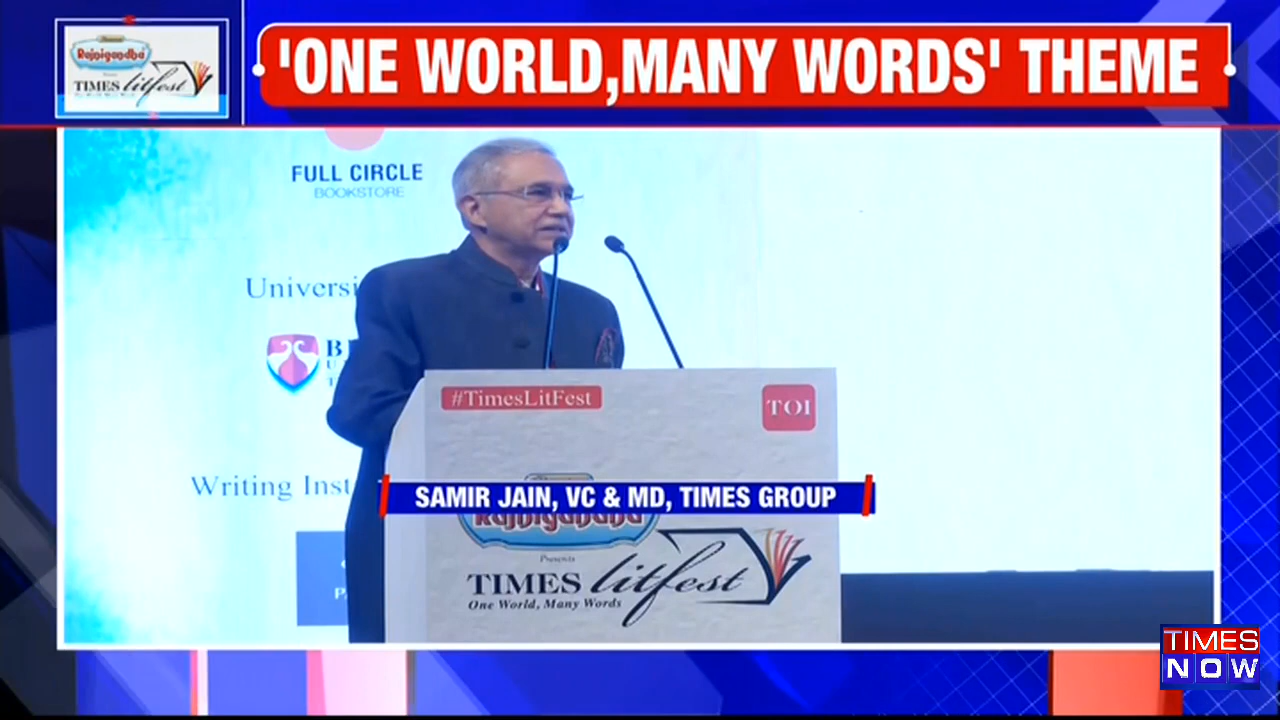 Rajnigandha
TIMES litfest
'ONE WORLD,MANY WORDS' THEME
FULL CIRCLE
BOOKSTORE
Universi
Writing Inst
#TimesLitFest
TOI
SAMIR JAIN, VC & MD, TIMES GROUP
Rajnigandha
Presents
TIMES litfest
One World, Many Words
TIMES
NOW